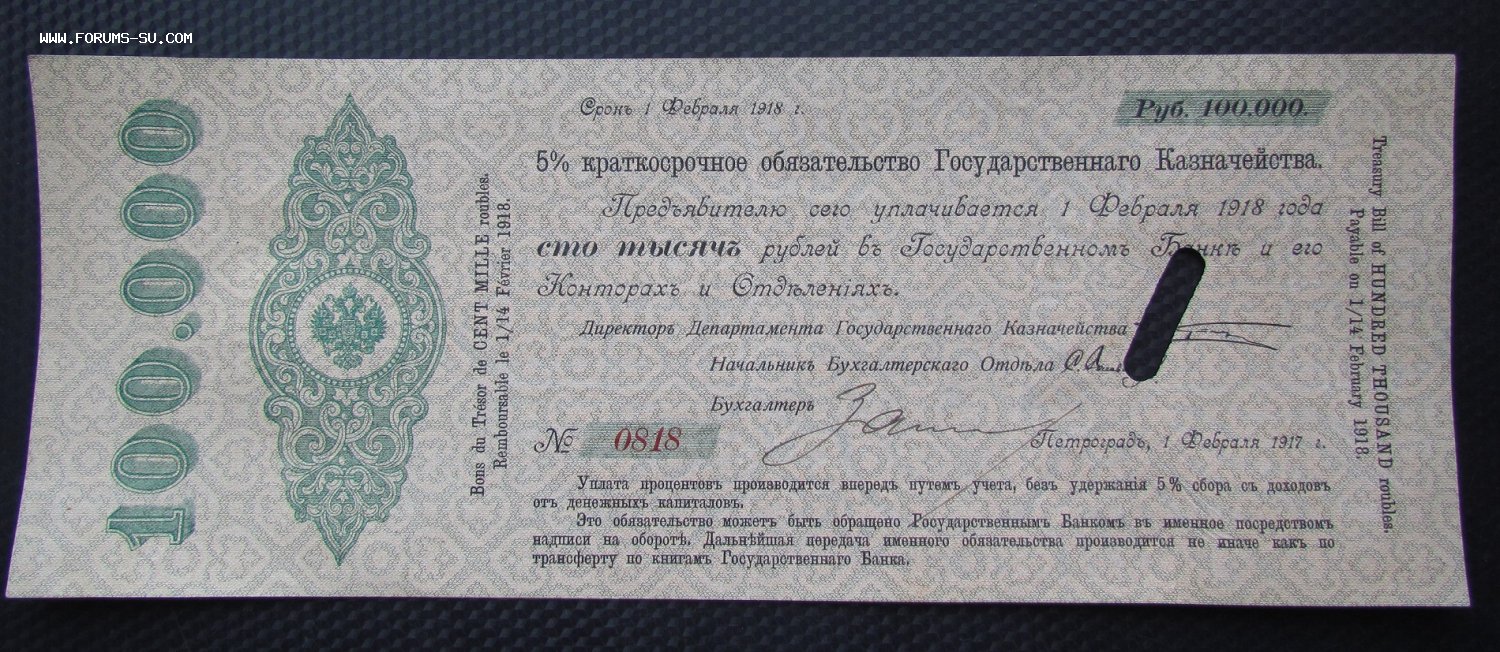 WWW.FORUMS-SU.COM
100.000
Bons du Trésor de CENT MILLE roubles.
Remboursable le 1/14 Février 1918.
Срокъ 1 Февраля 1918 г.
Руб. 100.000.
5% краткосрочное обязательство Государственнаго Казначейства.
Предъявителю сего уплачивается 1 Февраля 1918 года
сто тысячъ рублей въ Государственномъ Банкѣ и его
Конторахъ и Отдѣленіяхъ.
Директоръ Департамента Государственнаго Казначейства
Начальникъ Бухгалтерскаго Отдѣла
Бухгалтеръ
№ 0818
Петроградъ, 1 Февраля 1917 г.
Уплата процентовъ производится впередъ путемъ учета, безъ удержанія 5% сбора съ доходовъ
отъ денежныхъ капиталовъ.
Это обязательство можетъ быть обращено Государственнымъ Банкомъ въ именное посредствомъ
надписи на оборотѣ. Дальнѣйшая передача именного обязательства производится не иначе какъ по
трансферту по книгамъ Государственнаго Банка.
Treasury Bill of HUNDRED THOUSAND roubles.
Payable on 1/14 February 1918.